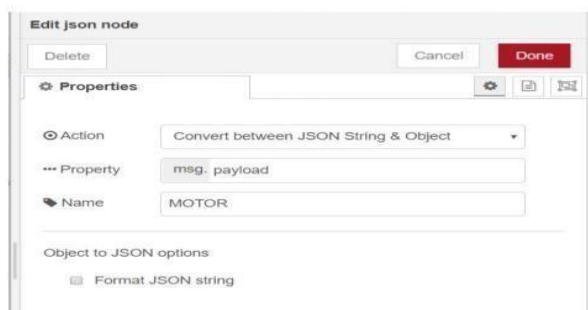 Edit json node
Delete Cancel Done
Properties
Action Convert between JSON String & Object
Property msg. payload
Name MOTOR
Object to JSON options
Format JSON string